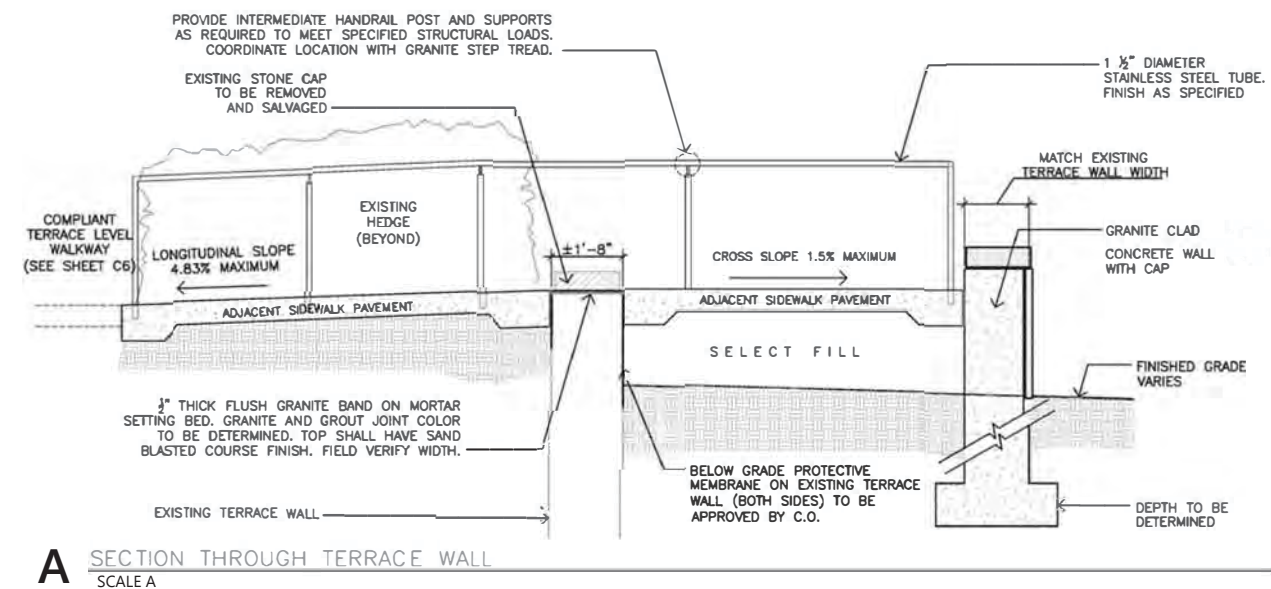 PROVIDE INTERMEDIATE HANDRAIL POST AND SUPPORTS
AS REQUIRED TO MEET SPECIFIED STRUCTURAL LOADS.
COORDINATE LOCATION WITH GRANITE STEP TREAD.
EXISTING STONE CAP
TO BE REMOVED
AND SALVAGED
1 ½" DIAMETER
STAINLESS STEEL TUBE.
FINISH AS SPECIFIED
MATCH EXISTING
TERRACE WALL WIDTH
COMPLIANT
TERRACE LEVEL
WALKWAY
(SEE SHEET C6)
LONGITUDINAL SLOPE
4.83% MAXIMUM
EXISTING
HEDGE
(BEYOND)
±1'-8"
CROSS SLOPE 1.5% MAXIMUM
GRANITE CLAD
CONCRETE WALL
WITH CAP
ADJACENT SIDEWALK PAVEMENT
ADJACENT SIDEWALK PAVEMENT
SELECT FILL
FINISHED GRADE
VARIES
½" THICK FLUSH GRANITE BAND ON MORTAR
SETTING BED. GRANITE AND GROUT JOINT COLOR
TO BE DETERMINED. TOP SHALL HAVE SAND
BLASTED COURSE FINISH. FIELD VERIFY WIDTH.
BELOW GRADE PROTECTIVE
MEMBRANE ON EXISTING TERRACE
WALL (BOTH SIDES) TO BE
APPROVED BY C.O.
EXISTING TERRACE WALL
DEPTH TO BE
DETERMINED
A SECTION THROUGH TERRACE WALL
SCALE A